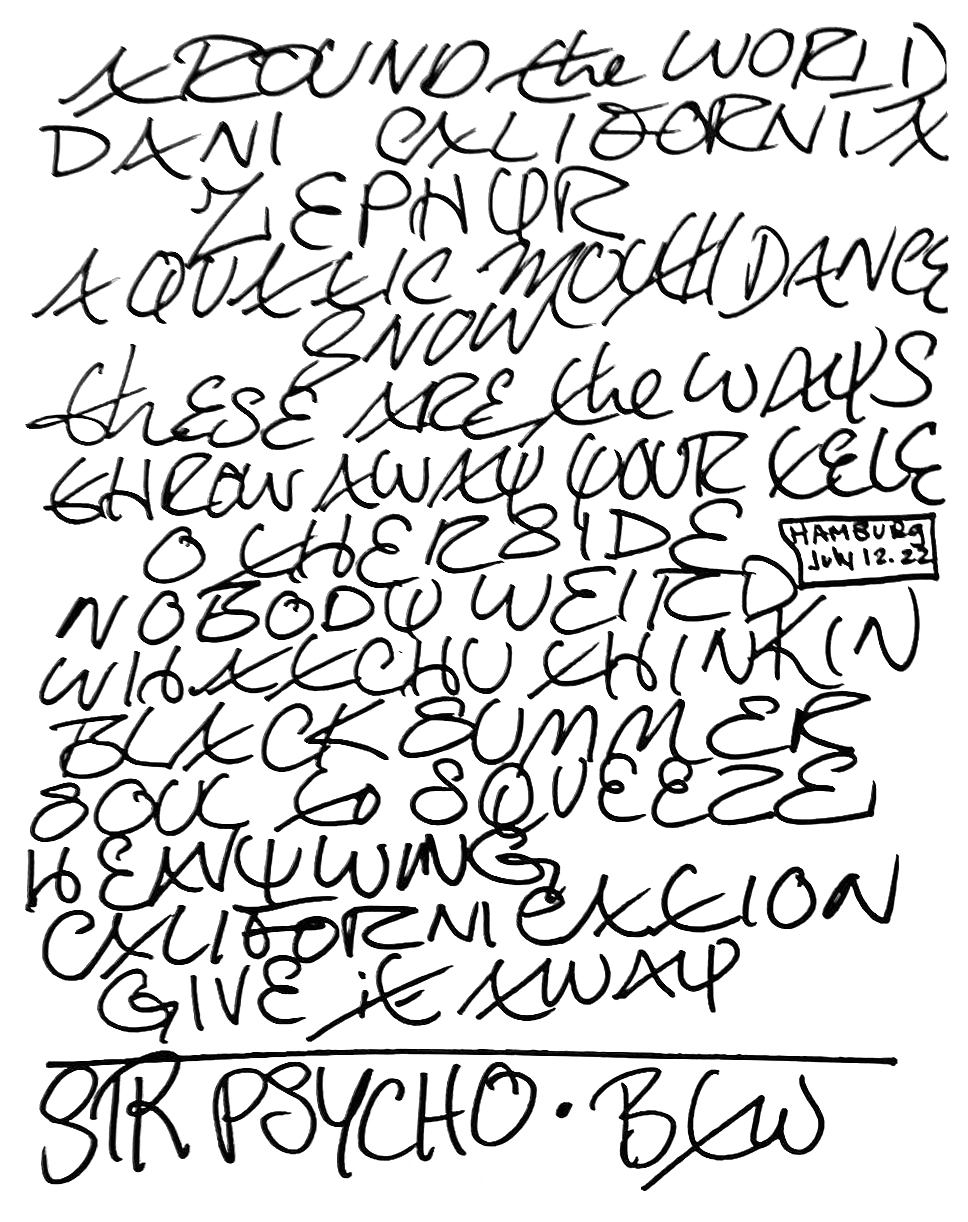 AROUND the WORLD
DANI CALIFORNIA
ZEPHYR
AQUATIC MOUTH DANCE
SNOW
thESE ARE the WAYS
THROW AWAY YOUR TELE
OTHERSIDE
HAMBURg
July 12.22
NOBODY WEIRD
WHATCHU THINKIN
BLACK SUMMER
SOUL to SQUEEZE
HEAVY WING
CALIFORNICATION
GIVE it AWAY
STR PSYCHO · BTW